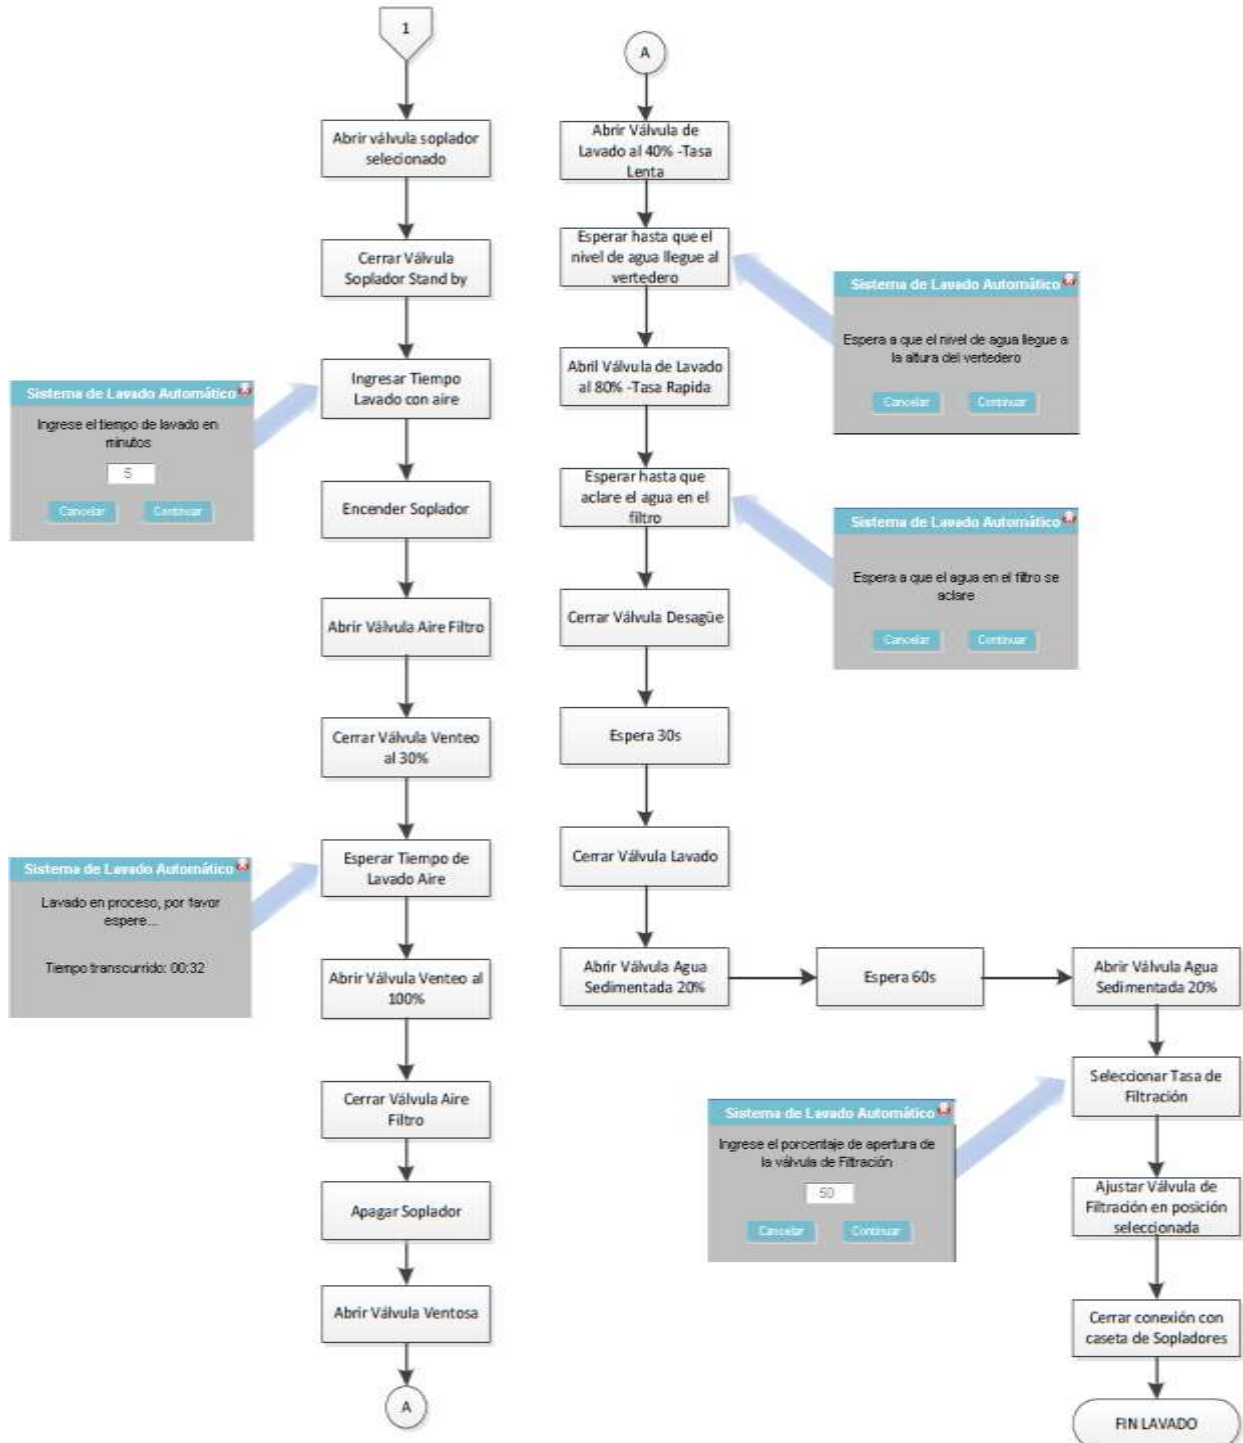 1
Abrir válvula soplador
selecionado
Cerrar Válvula
Soplador Stand by
Ingresar Tiempo
Lavado con aire
Sistema de Lavado Automático
Ingrese el tiempo de lavado en
minutos
5
Cancelar
Continuar
Encender Soplador
Abrir Válvula Aire Filtro
Cerrar Válvula Venteo
al 30%
Esperar Tiempo de
Lavado Aire
Sistema de Lavado Automático
Lavado en proceso, por favor
espere...
Tiempo transcurrido: 00:32
Abrir Válvula Venteo al
100%
Cerrar Válvula Aire
Filtro
Apagar Soplador
Abrir Válvula Ventosa
A
A
Abrir Válvula de
Lavado al 40% -Tasa
Lenta
Esperar hasta que el
nivel de agua llegue al
vertedero
Sistema de Lavado Automático
Espera a que el nivel de agua llegue a
la altura del vertedero
Cancelar
Continuar
Abril Válvula de Lavado
al 80% -Tasa Rapida
Esperar hasta que
aclare el agua en el
filtro
Sistema de Lavado Automático
Espera a que el agua en el filtro se
aclare
Cancelar
Continuar
Cerrar Válvula Desagüe
Espera 30s
Cerrar Válvula Lavado
Abrir Válvula Agua
Sedimentada 20%
Espera 60s
Abrir Válvula Agua
Sedimentada 20%
Seleccionar Tasa de
Filtración
Sistema de Lavado Automático
Ingrese el porcentaje de apertura de
la válvula de Filtración
50
Cancelar
Continuar
Ajustar Válvula de
Filtración en posición
seleccionada
Cerrar conexión con
caseta de Sopladores
FIN LAVADO